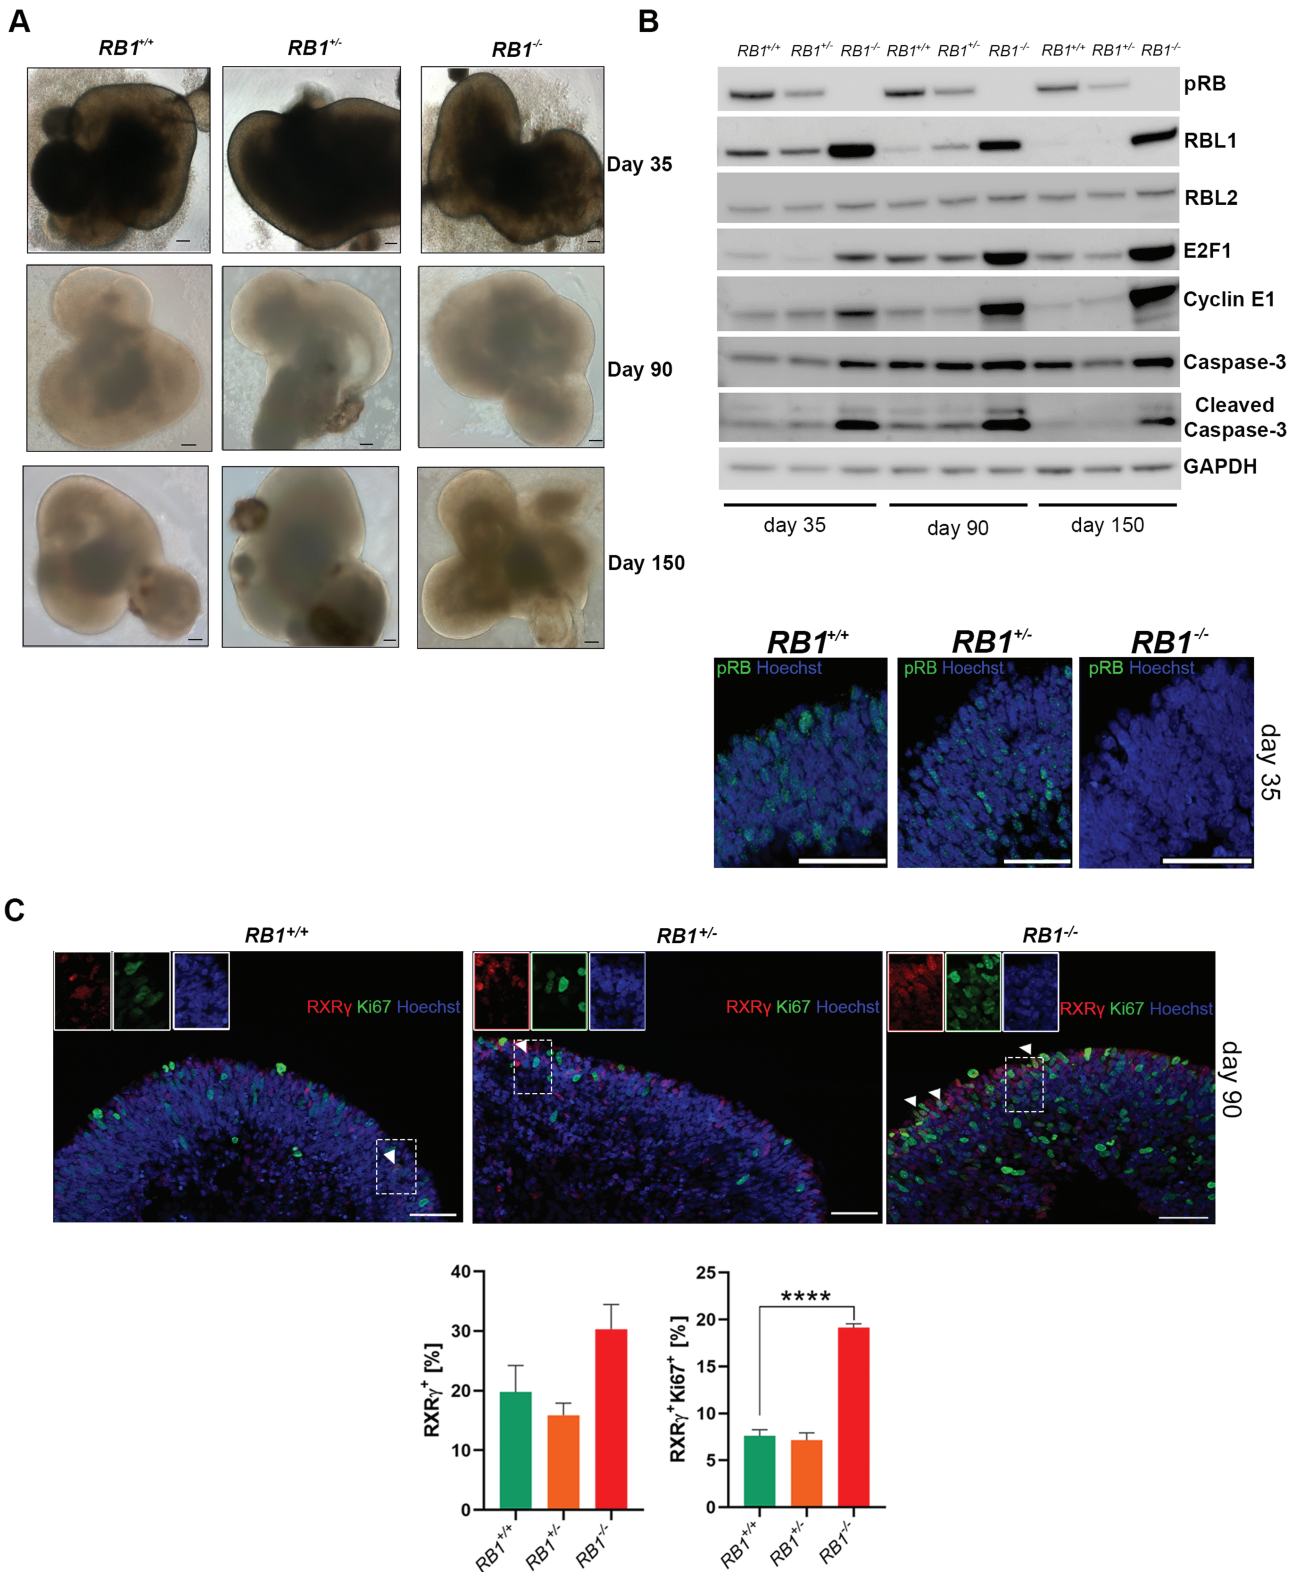 A
RB1+/+ RB1+/- RB1-/-
Day 35
Day 90
Day 150
B
RB1+/+ RB1+/- RB1-/- RB1+/+ RB1+/- RB1-/- RB1+/+ RB1+/- RB1-/-
pRB
RBL1
RBL2
E2F1
Cyclin E1
Caspase-3
Cleaved
Caspase-3
GAPDH
day 35 day 90 day 150
RB1+/+ RB1+/- RB1-/-
pRB Hoechst pRB Hoechst pRB Hoechst
day 35
C
RB1+/+ RB1+/- RB1-/-
RXRγ Ki67 Hoechst RXRγ Ki67 Hoechst RXRγ Ki67 Hoechst
day 90
RXRγ+ [%]
40
30
20
10
0
RB1+/+ RB1+/- RB1-/-
RXRγ+Ki67+ [%]
25
20
15
10
5
0
****
RB1+/+ RB1+/- RB1-/-